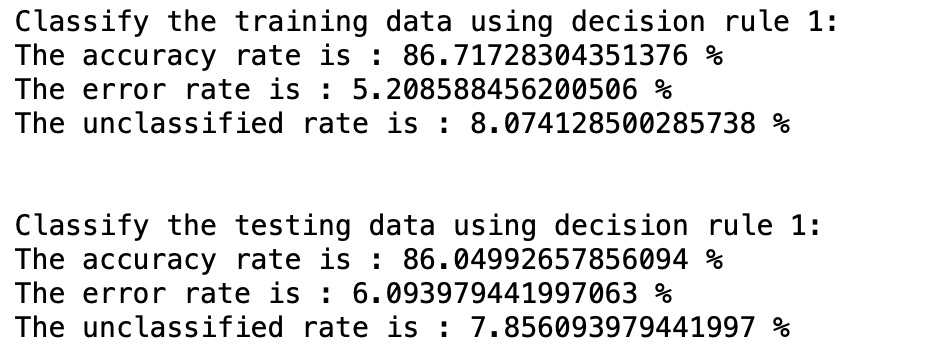 Classify the training data using decision rule 1:
The accuracy rate is : 86.71728304351376 %
The error rate is : 5.208588456200506 %
The unclassified rate is : 8.074128500285738 %
Classify the testing data using decision rule 1:
The accuracy rate is : 86.04992657856094 %
The error rate is : 6.093979441997063 %
The unclassified rate is : 7.856093979441997 %